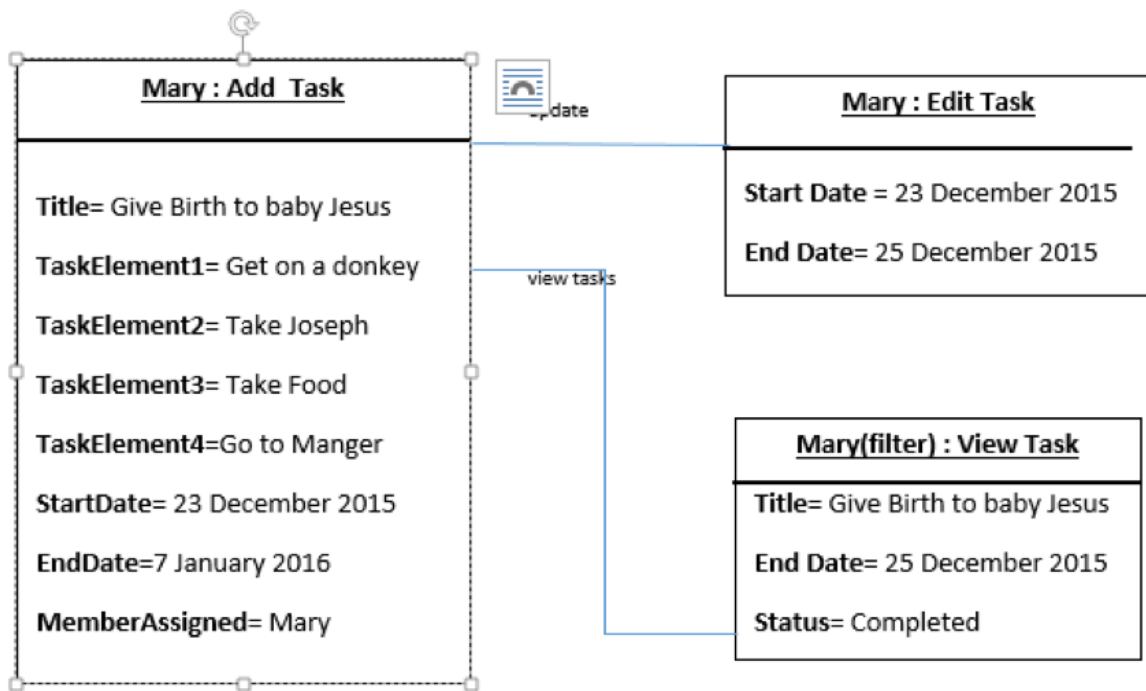 Mary : Add Task
Title= Give Birth to baby Jesus
TaskElement1= Get on a donkey
TaskElement2= Take Joseph
TaskElement3= Take Food
TaskElement4=Go to Manger
StartDate= 23 December 2015
EndDate=7 January 2016
MemberAssigned= Mary
view tasks
Mary : Edit Task
Start Date = 23 December 2015
End Date= 25 December 2015
Mary(filter) : View Task
Title= Give Birth to baby Jesus
End Date= 25 December 2015
Status= Completed